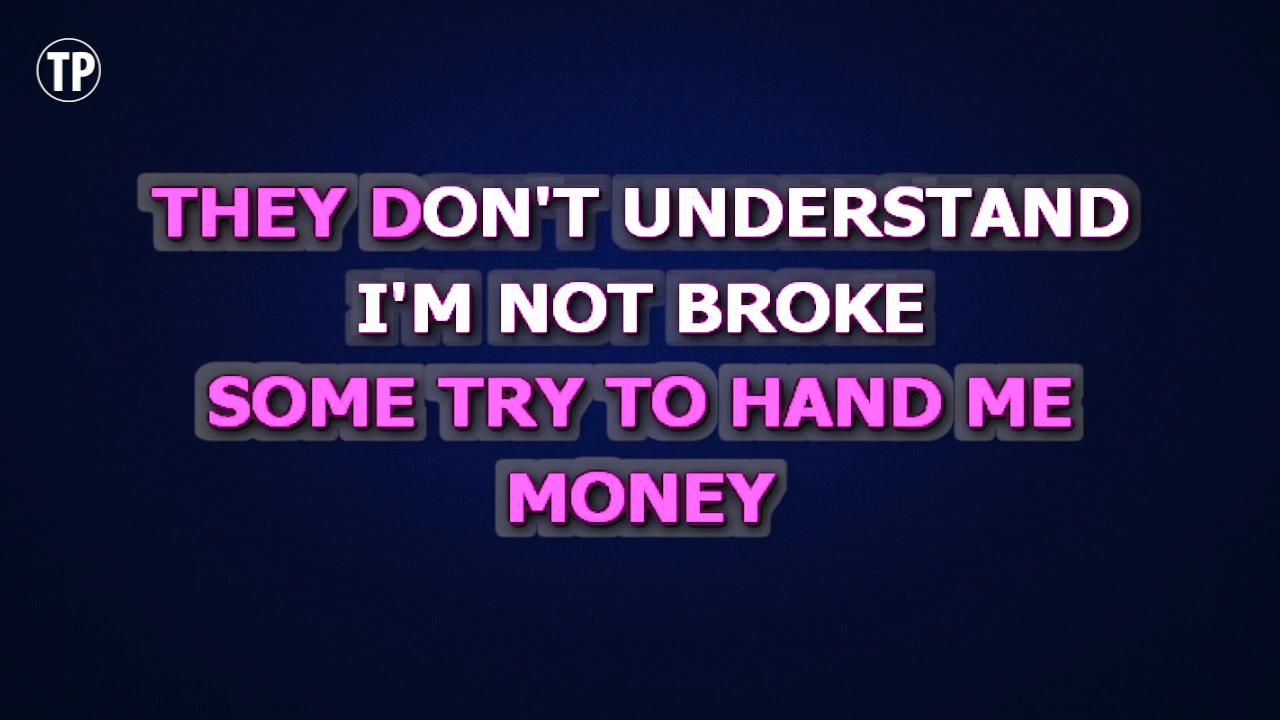 TP
THEY DON'T UNDERSTAND
I'M NOT BROKE
SOME TRY TO HAND ME
MONEY